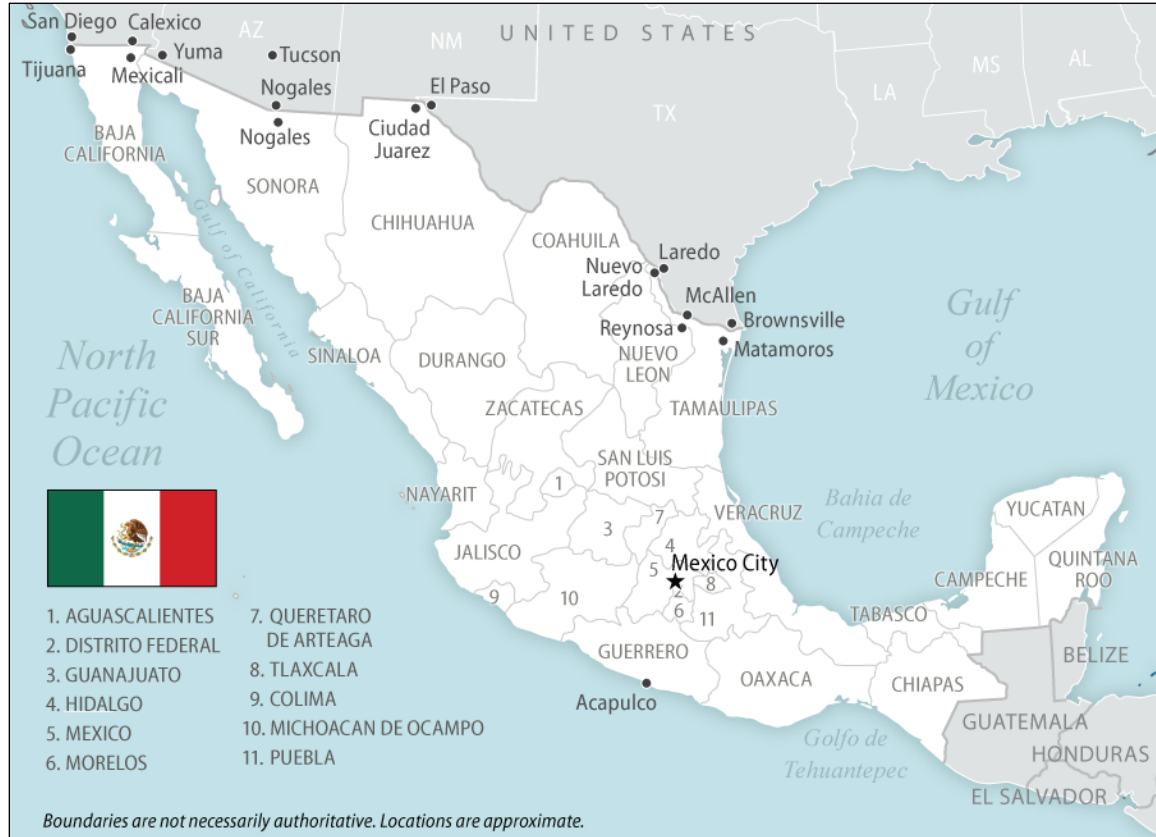 San Diego
Calexico
AZ
NM
UNITED STATES
MS
AL
Tijuana
Mexicali
Yuma
Tucson
LA
Nogales
El Paso
TX
Nogales
Ciudad
Juarez
BAJA
CALIFORNIA
SONORA
CHIHUAHUA
Gulf of California
COAHUILA
Laredo
Nuevo
Laredo
BAJA
CALIFORNIA
SUR
McAllen
Gulf
of
Mexico
Reynosa
Brownsville
North
Pacific
Ocean
SINALOA
DURANGO
NUEVO
LEON
Matamoros
ZACATECAS
TAMAULIPAS
SAN LUIS
POTOSI
NAYARIT
1
VERACRUZ
Bahia de
Campeche
YUCATAN
3
7
JALISCO
4
Mexico City
QUINTANA
ROO
5
CAMPECHE
9
10
2
8
6
11
TABASCO
GUERRERO
BELIZE
OAXACA
CHIAPAS
Acapulco
GUATEMALA
Golfo de
Tehuantepec
HONDURAS
EL SALVADOR
1. AGUASCALIENTES
2. DISTRITO FEDERAL
3. GUANAJUATO
4. HIDALGO
5. MEXICO
6. MORELOS
7. QUERETARO
DE ARTEAGA
8. TLAXCALA
9. COLIMA
10. MICHOACAN DE OCAMPO
11. PUEBLA
Boundaries are not necessarily authoritative. Locations are approximate.